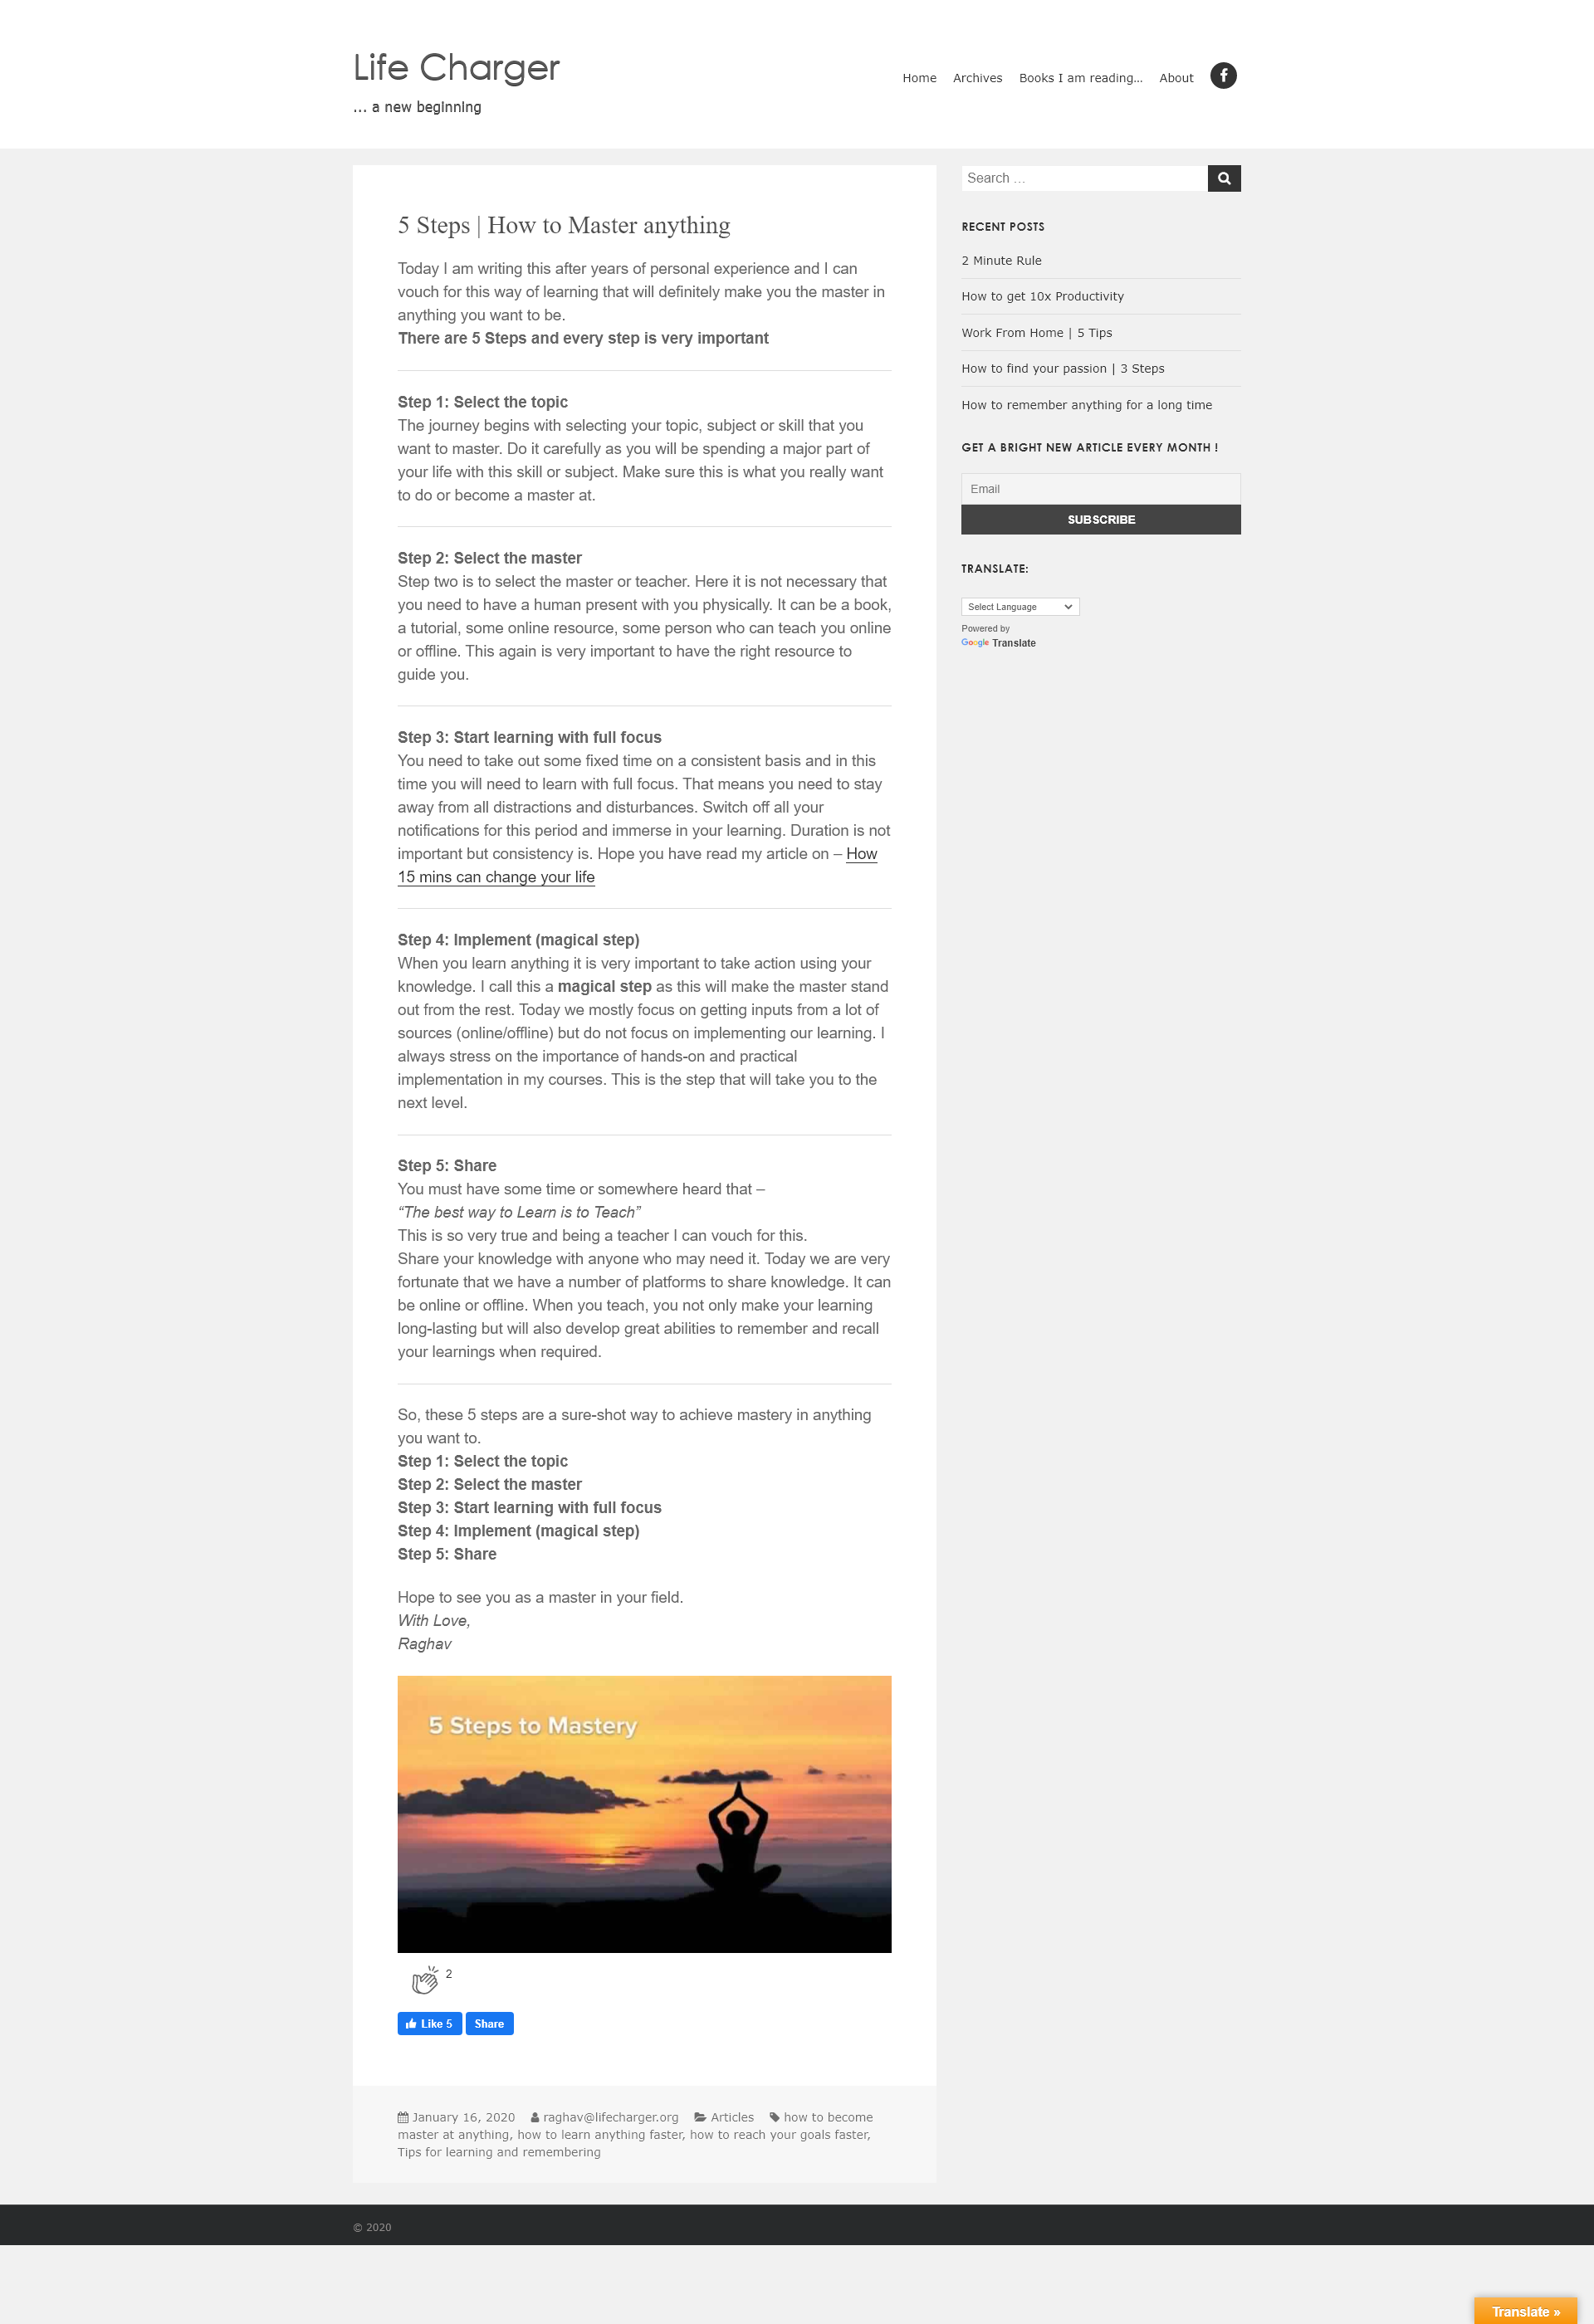 Life Charger
... a new beginning
Home
Archives
Books I am reading...
About
5 Steps | How to Master anything
Today I am writing this after years of personal experience and I can
vouch for this way of learning that will definitely make you the master in
anything you want to be.
There are 5 Steps and every step is very important
Step 1: Select the topic
The journey begins with selecting your topic, subject or skill that you
want to master. Do it carefully as you will be spending a major part of
your life with this skill or subject. Make sure this is what you really want
to do or become a master at.
Step 2: Select the master
Step two is to select the master or teacher. Here it is not necessary that
you need to have a human present with you physically. It can be a book,
a tutorial, some online resource, some person who can teach you online
or offline. This again is very important to have the right resource to
guide you.
Step 3: Start learning with full focus
You need to take out some fixed time on a consistent basis and in this
time you will need to learn with full focus. That means you need to stay
away from all distractions and disturbances. Switch off all your
notifications for this period and immerse in your learning. Duration is not
important but consistency is. Hope you have read my article on – How
15 mins can change your life
Step 4: Implement (magical step)
When you learn anything it is very important to take action using your
knowledge. I call this a magical step as this will make the master stand
out from the rest. Today we mostly focus on getting inputs from a lot of
sources (online/offline) but do not focus on implementing our learning. I
always stress on the importance of hands-on and practical
implementation in my courses. This is the step that will take you to the
next level.
Step 5: Share
You must have some time or somewhere heard that –
“The best way to Learn is to Teach”
This is so very true and being a teacher I can vouch for this.
Share your knowledge with anyone who may need it. Today we are very
fortunate that we have a number of platforms to share knowledge. It can
be online or offline. When you teach, you not only make your learning
long-lasting but will also develop great abilities to remember and recall
your learnings when required.
So, these 5 steps are a sure-shot way to achieve mastery in anything
you want to.
Step 1: Select the topic
Step 2: Select the master
Step 3: Start learning with full focus
Step 4: Implement (magical step)
Step 5: Share
Hope to see you as a master in your field.
With Love,
Raghav
5 Steps to Mastery
2
Like 5
Share
January 16, 2020 raghav@lifecharger.org Articles how to become
master at anything, how to learn anything faster, how to reach your goals faster,
Tips for learning and remembering
Search ...
RECENT POSTS
2 Minute Rule
How to get 10x Productivity
Work From Home | 5 Tips
How to find your passion | 3 Steps
How to remember anything for a long time
GET A BRIGHT NEW ARTICLE EVERY MONTH !
Email
SUBSCRIBE
TRANSLATE:
Select Language
Powered by
Google Translate
© 2020
Translate »